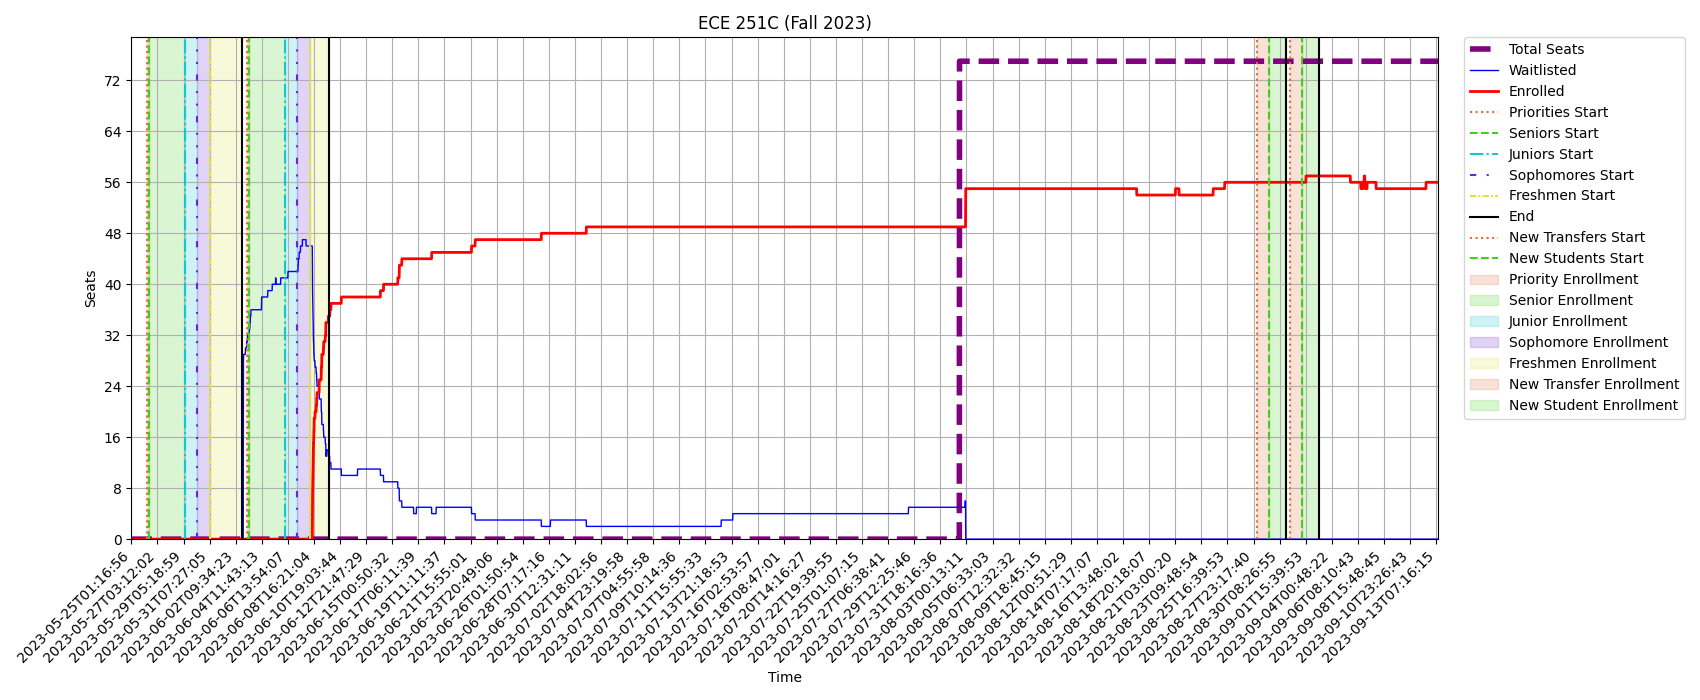 ECE 251C (Fall 2023)
Seats
72
64
56
48
40
32
24
16
8
0
2023-05-25T01:16:56
2023-05-27T03:12:02
2023-05-29T05:18:59
2023-05-31T07:27:05
2023-06-02T09:34:23
2023-06-04T11:43:13
2023-06-06T13:54:07
2023-06-08T16:21:04
2023-06-10T19:03:44
2023-06-12T21:47:29
2023-06-15T00:50:32
2023-06-17T06:11:39
2023-06-19T11:11:37
2023-06-21T15:55:01
2023-06-23T20:49:06
2023-06-26T01:50:54
2023-06-28T07:17:16
2023-06-30T12:31:11
2023-07-02T18:02:56
2023-07-04T23:19:58
2023-07-07T04:55:58
2023-07-09T10:14:36
2023-07-11T15:55:33
2023-07-13T21:18:53
2023-07-16T02:53:57
2023-07-18T08:47:01
2023-07-20T14:16:27
2023-07-22T19:39:55
2023-07-25T01:07:15
2023-07-27T06:38:41
2023-07-29T12:25:46
2023-07-31T18:16:36
2023-08-03T00:13:11
2023-08-05T06:33:03
2023-08-07T12:32:32
2023-08-09T18:45:15
2023-08-12T00:51:29
2023-08-14T07:17:07
2023-08-16T13:48:02
2023-08-18T20:18:07
2023-08-21T03:00:20
2023-08-23T09:48:54
2023-08-25T16:39:53
2023-08-27T23:17:40
2023-08-30T08:26:55
2023-09-01T15:39:53
2023-09-04T00:48:22
2023-09-06T08:10:43
2023-09-08T15:48:45
2023-09-10T23:26:43
2023-09-13T07:16:15
Time
Total Seats
Waitlisted
Enrolled
Priorities Start
Seniors Start
Juniors Start
Sophomores Start
Freshmen Start
End
New Transfers Start
New Students Start
Priority Enrollment
Senior Enrollment
Junior Enrollment
Sophomore Enrollment
Freshmen Enrollment
New Transfer Enrollment
New Student Enrollment